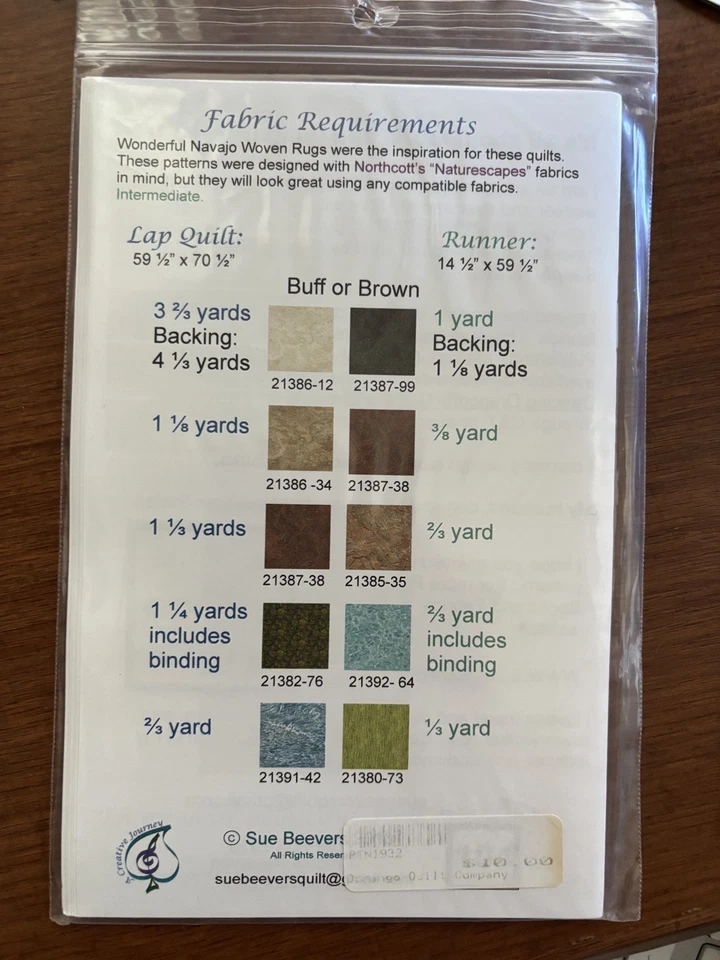 Fabric Requirements
Wonderful Navajo Woven Rugs were the inspiration for these quilts.
These patterns were designed with Northcott's "Naturescapes" fabrics
in mind, but they will look great using any compatible fabrics.
Intermediate.
Lap Quilt:
59 ½" x 70 ½"
Runner:
14 ½" x 59 ½"
Buff or Brown
3 ⅔ yards
Backing:
4 ⅓ yards
21386-12
21387-99
1 yard
Backing:
1 ⅛ yards
1 ⅛ yards
21386 -34
21387-38
⅜ yard
1 ⅓ yards
21387-38
21385-35
⅔ yard
1 ¼ yards
includes
binding
21382-76
21392- 64
⅔ yard
includes
binding
⅔ yard
21391-42
21380-73
⅓ yard
Creative Journey
© Sue Beevers
All Rights Reser
suebeeversquilt@
1932
$10.00
Quilt Company